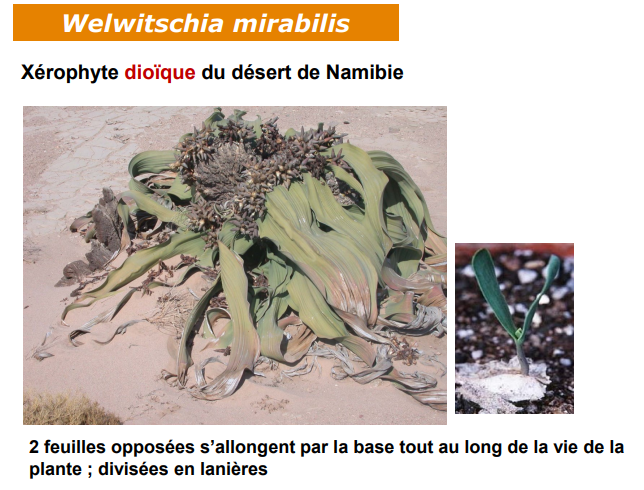 Welwitschia mirabilis
Xérophyte dioïque du désert de Namibie
2 feuilles opposées s’allongent par la base tout au long de la vie de la
plante ; divisées en lanières